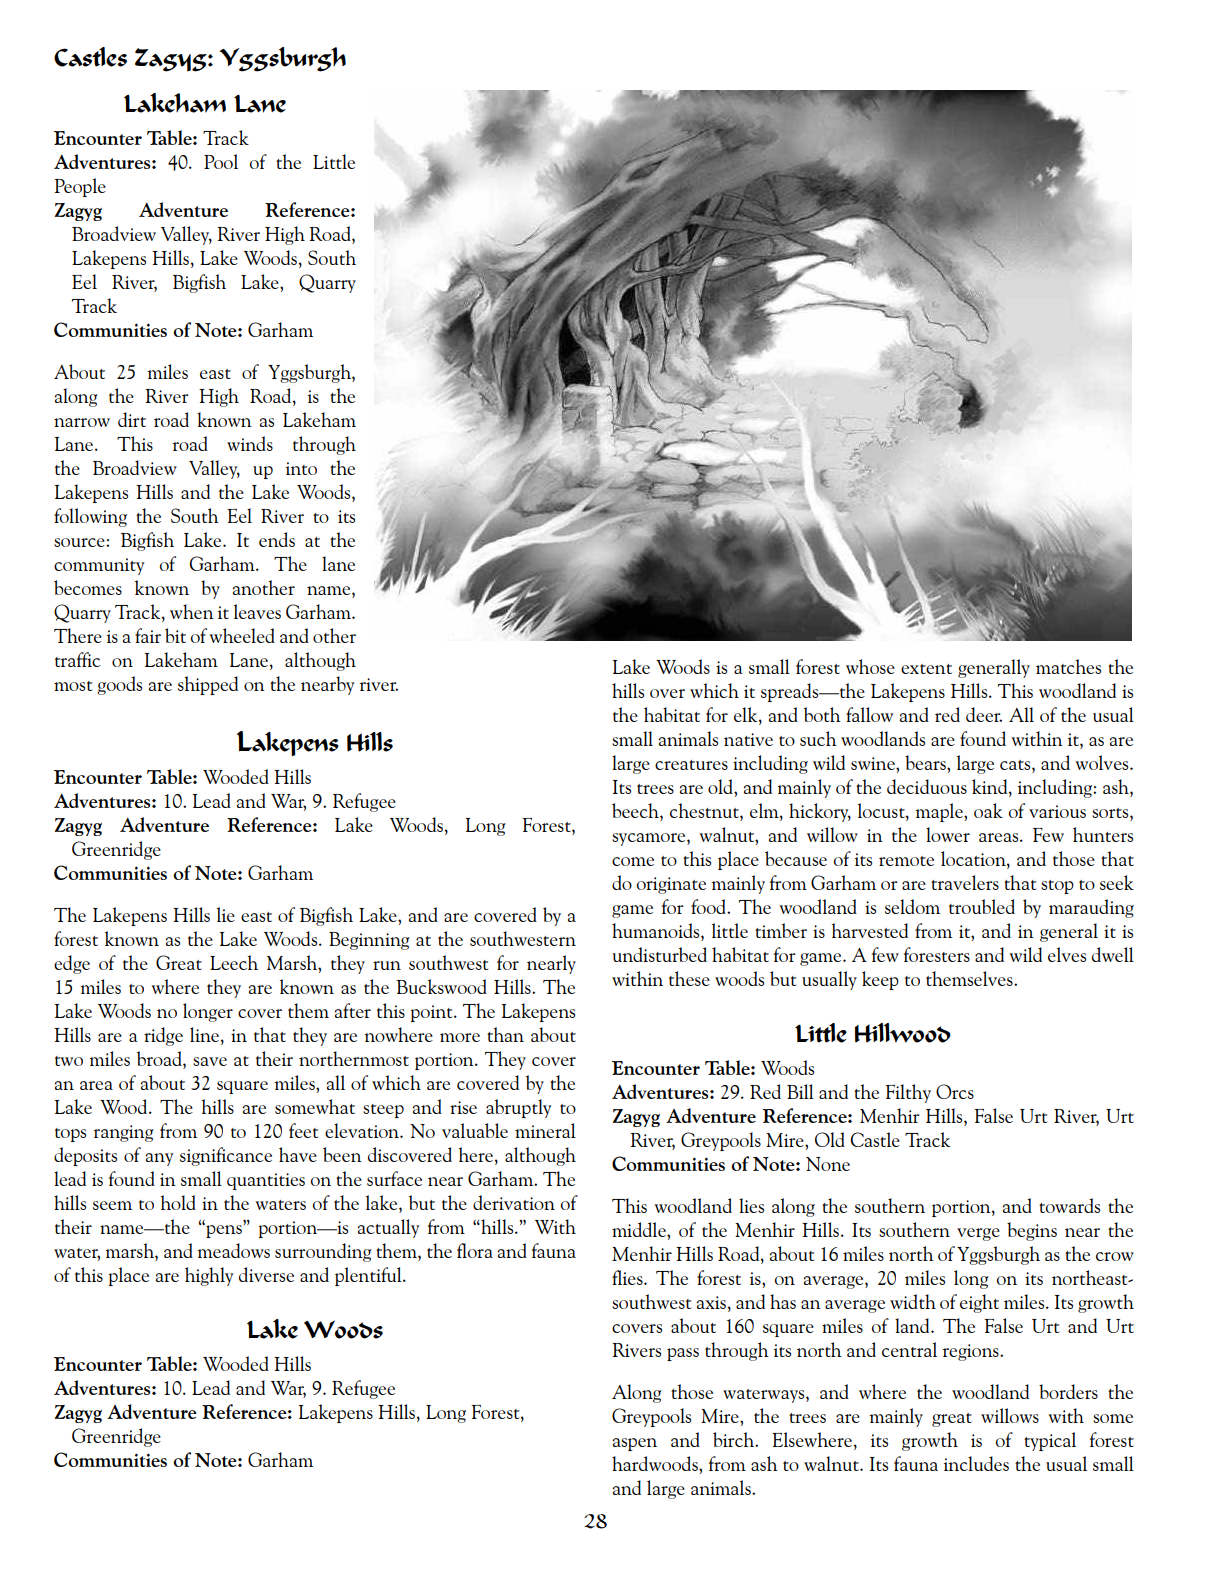 Castles Zagyg: Yggsburgh
Lakeham Lane
Encounter Table: Track
Adventures: 40. Pool of the Little
People
Zagyg Adventure Reference:
Broadview Valley, River High Road,
Lakepens Hills, Lake Woods, South
Eel River, Bigfish Lake, Quarry
Track
Communities of Note: Garham
About 25 miles east of Yggsburgh,
along the River High Road, is the
narrow dirt road known as Lakeham
Lane. This road winds through
the Broadview Valley, up into the
Lakepens Hills and the Lake Woods,
following the South Eel River to its
source: Bigfish Lake. It ends at the
community of Garham. The lane
becomes known by another name,
Quarry Track, when it leaves Garham.
There is a fair bit of wheeled and other
traffic on Lakeham Lane, although
most goods are shipped on the nearby river.
Lakepens Hills
Encounter Table: Wooded Hills
Adventures: 10. Lead and War, 9. Refugee
Zagyg Adventure Reference: Lake Woods, Long Forest,
Greenridge
Communities of Note: Garham
The Lakepens Hills lie east of Bigfish Lake, and are covered by a
forest known as the Lake Woods. Beginning at the southwestern
edge of the Great Leech Marsh, they run southwest for nearly
15 miles to where they are known as the Buckswood Hills. The
Lake Woods no longer cover them after this point. The Lakepens
Hills are a ridge line, in that they are nowhere more than about
two miles broad, save at their northernmost portion. They cover
an area of about 32 square miles, all of which are covered by the
Lake Wood. The hills are somewhat steep and rise abruptly to
tops ranging from 90 to 120 feet elevation. No valuable mineral
deposits of any significance have been discovered here, although
lead is found in small quantities on the surface near Garham. The
hills seem to hold in the waters of the lake, but the derivation of
their name—the “pens” portion—is actually from “hills.” With
water, marsh, and meadows surrounding them, the flora and fauna
of this place are highly diverse and plentiful.
Lake Woods
Encounter Table: Wooded Hills
Adventures: 10. Lead and War, 9. Refugee
Zagyg Adventure Reference: Lakepens Hills, Long Forest,
Greenridge
Communities of Note: Garham
Lake Woods is a small forest whose extent generally matches the
hills over which it spreads—the Lakepens Hills. This woodland is
the habitat for elk, and both fallow and red deer. All of the usual
small animals native to such woodlands are found within it, as are
large creatures including wild swine, bears, large cats, and wolves.
Its trees are old, and mainly of the deciduous kind, including: ash,
beech, chestnut, elm, hickory, locust, maple, oak of various sorts,
sycamore, walnut, and willow in the lower areas. Few hunters
come to this place because of its remote location, and those that
do originate mainly from Garham or are travelers that stop to seek
game for food. The woodland is seldom troubled by marauding
humanoids, little timber is harvested from it, and in general it is
undisturbed habitat for game. A few foresters and wild elves dwell
within these woods but usually keep to themselves.
Little Hillwood
Encounter Table: Woods
Adventures: 29. Red Bill and the Filthy Orcs
Zagyg Adventure Reference: Menhir Hills, False Urt River, Urt
River, Greypools Mire, Old Castle Track
Communities of Note: None
This woodland lies along the southern portion, and towards the
middle, of the Menhir Hills. Its southern verge begins near the
Menhir Hills Road, about 16 miles north of Yggsburgh as the crow
flies. The forest is, on average, 20 miles long on its northeast-
southwest axis, and has an average width of eight miles. Its growth
covers about 160 square miles of land. The False Urt and Urt
Rivers pass through its north and central regions.
Along those waterways, and where the woodland borders the
Greypools Mire, the trees are mainly great willows with some
aspen and birch. Elsewhere, its growth is of typical forest
hardwoods, from ash to walnut. Its fauna includes the usual small
and large animals.
28